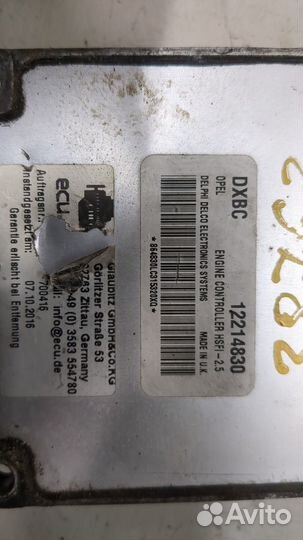 DXBC 12214830
OPEL ENGINE CONTROLLER HSFI-2.5
DELPHI DELCO ELECTRONICS SYSTEMS MADE IN U.K.
ecu.
GmbH&Co.KG
Görlitzer Straße 53
02763 Zittau, Germany
+49 (0)3583 554780
info@ecu.de
Auftragsnr.: 700416
Instandgesetzt am: 07.10.2016
Garantie erlischt bei Entfernung
Avito